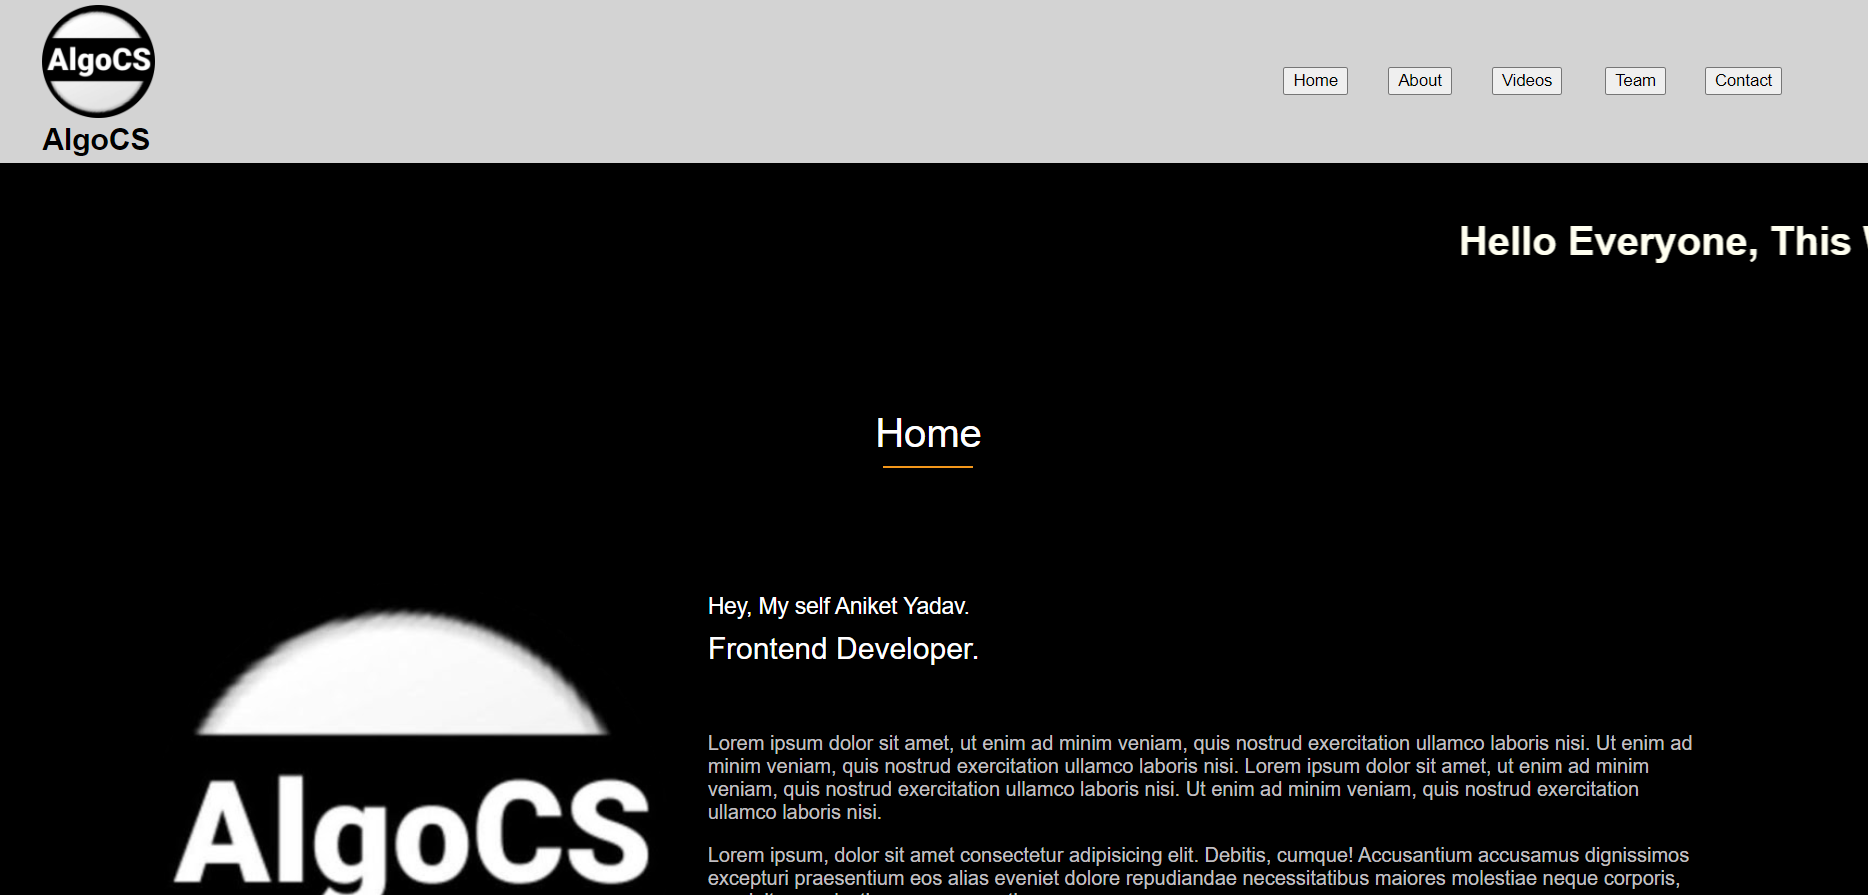 AlgoCS
AlgoCS
Home
About
Videos
Team
Contact
Hello Everyone, This
Home
Hey, My self Aniket Yadav.
Frontend Developer.
Lorem ipsum dolor sit amet, ut enim ad minim veniam, quis nostrud exercitation ullamco laboris nisi. Ut enim ad
minim veniam, quis nostrud exercitation ullamco laboris nisi. Lorem ipsum dolor sit amet, ut enim ad minim
veniam, quis nostrud exercitation ullamco laboris nisi. Ut enim ad minim veniam, quis nostrud exercitation
ullamco laboris nisi.
AlgoCS
Lorem ipsum, dolor sit amet consectetur adipisicing elit. Debitis, cumque! Accusantium accusamus dignissimos
excepturi praesentium eos alias eveniet dolore repudiandae necessitatibus maiores molestiae neque corporis,